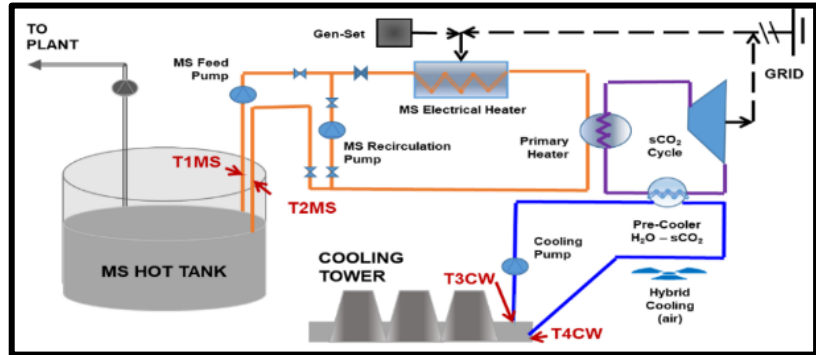 TO
PLANT
Gen-Set
MS Feed
Pump
GRID
MS Electrical Heater
MS Recirculation
Pump
Primary
Heater
sCO₂
Cycle
T1MS
T2MS
MS HOT TANK
COOLING
TOWER
Cooling
Pump
Pre-Cooler
H₂O – sCO₂
T3CW
T4CW
Hybrid
Cooling
(air)